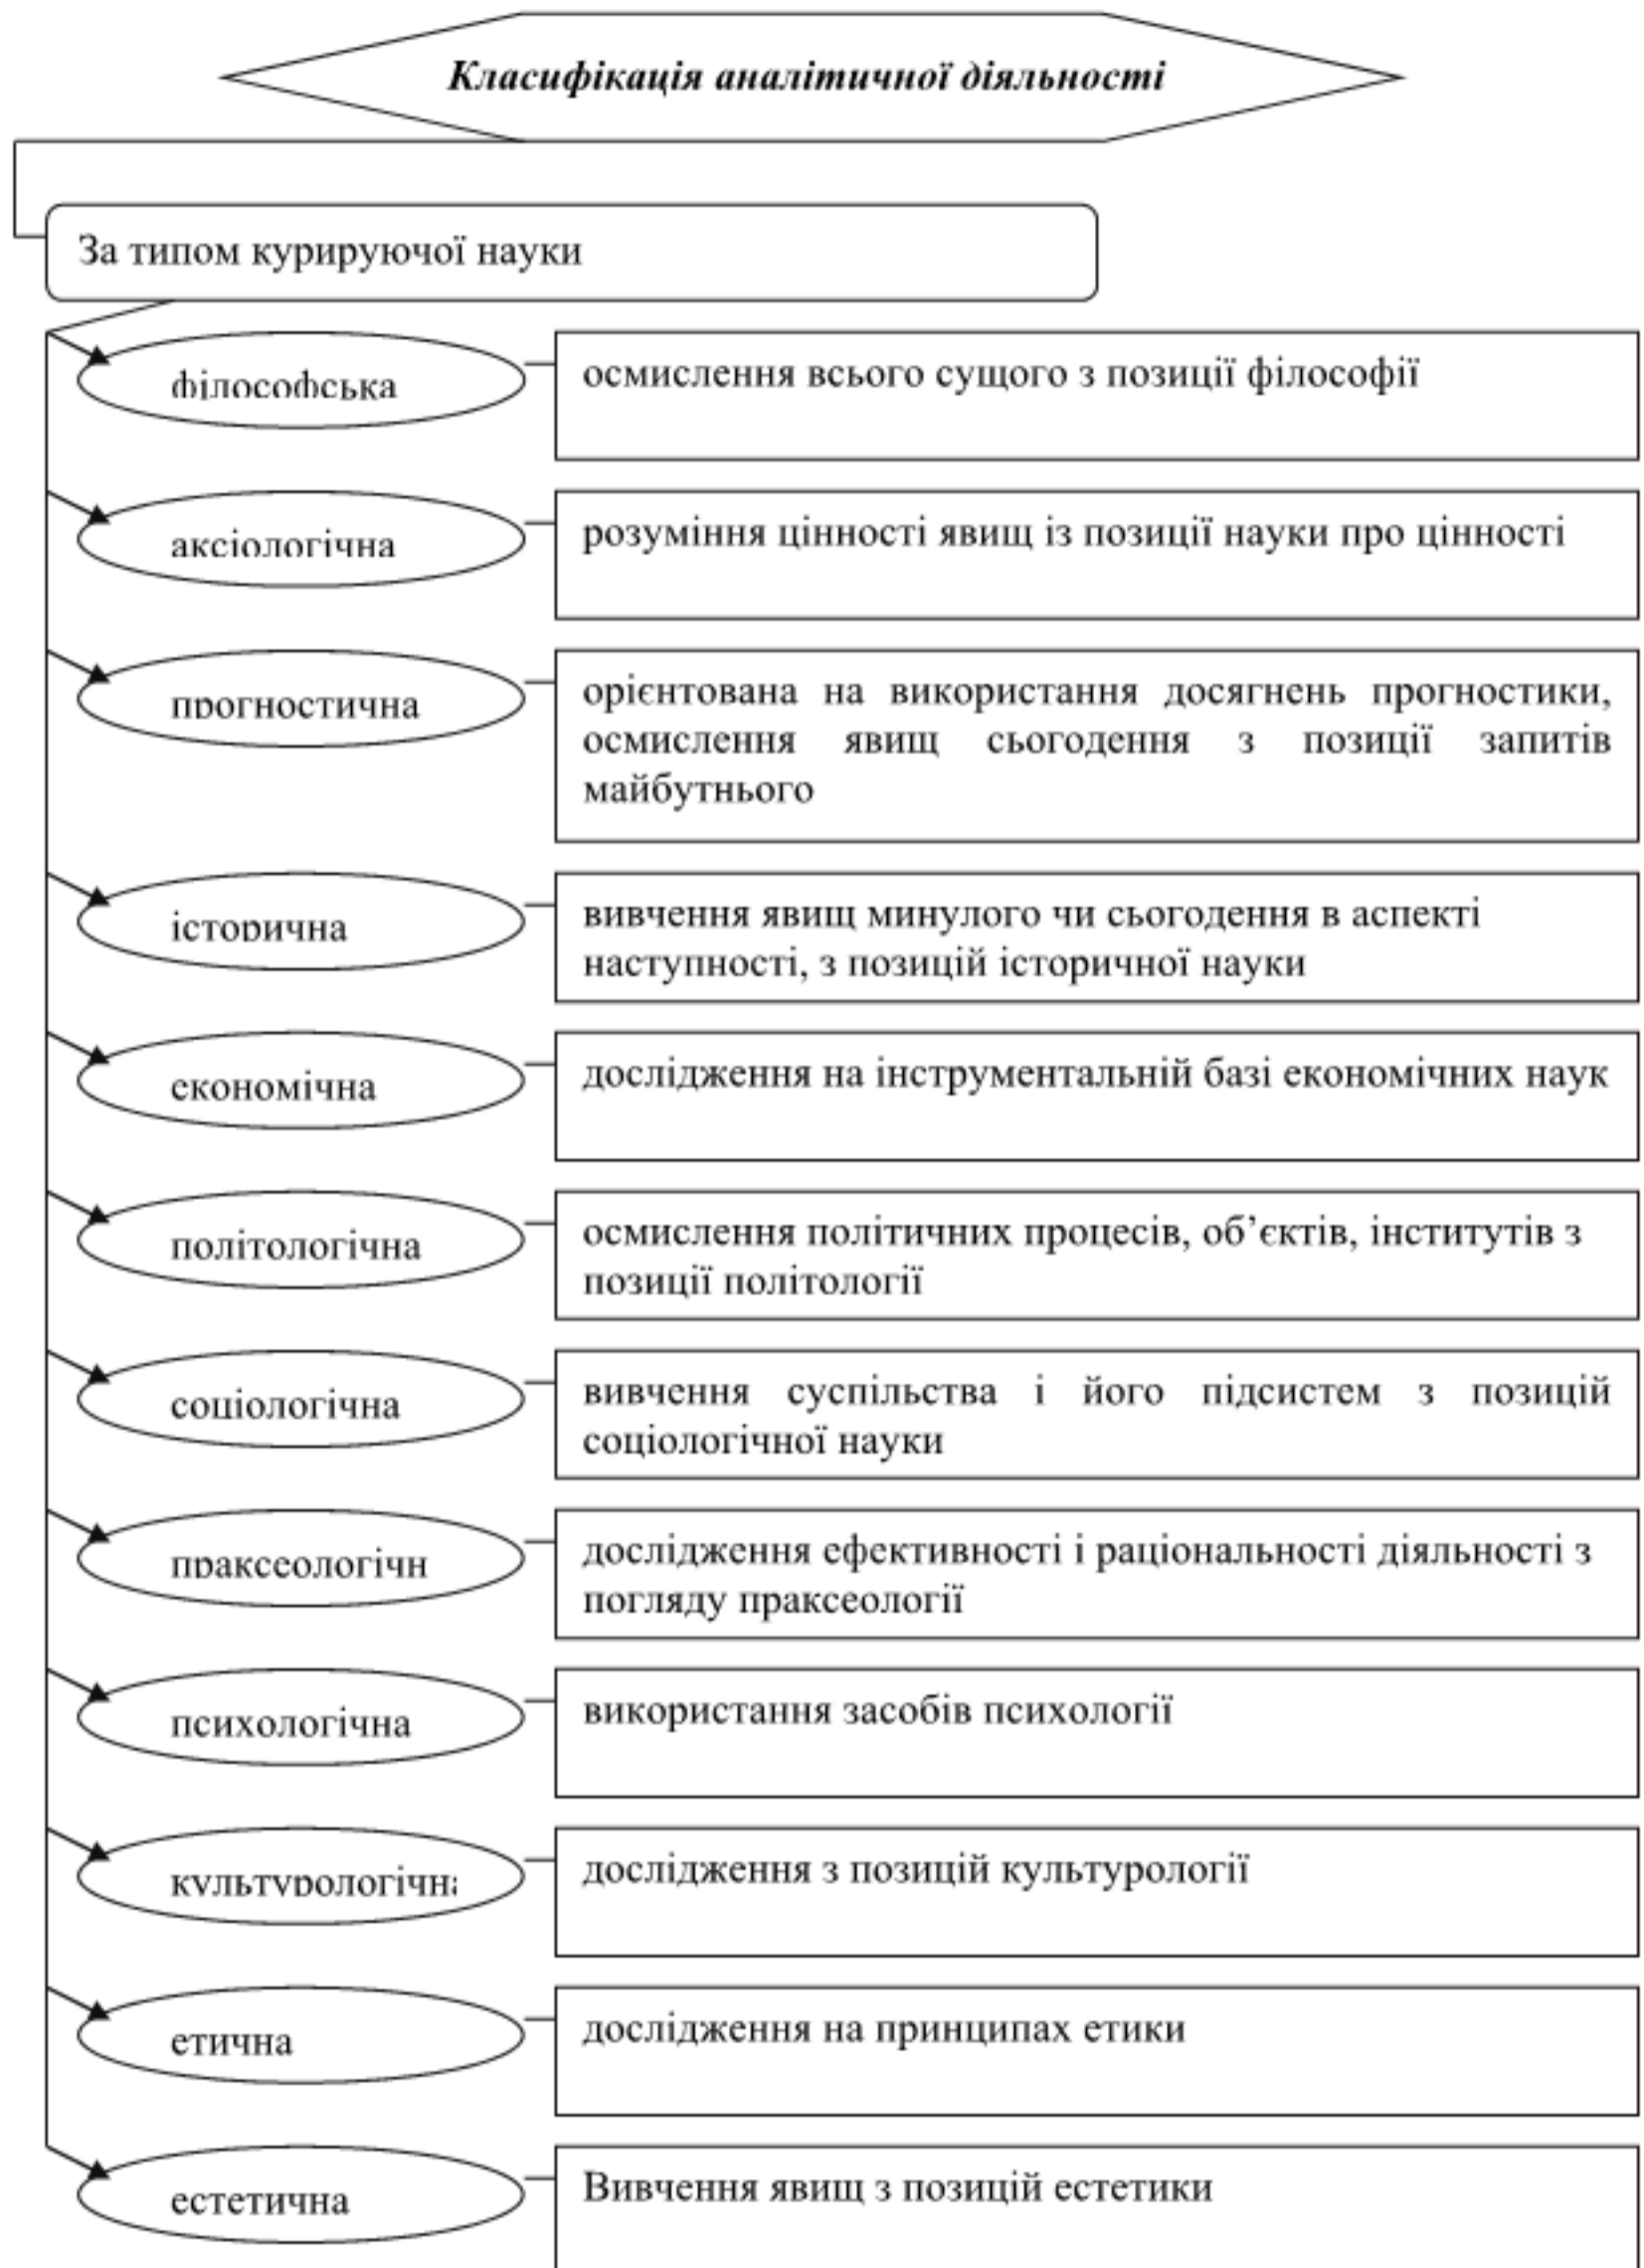 Класифікація аналітичної діяльності
За типом курируючої науки
філософська
осмислення всього сущого з позиції філософії
аксіологічна
розуміння цінності явищ із позиції науки про цінності
прогностична
орієнтована на використання досягнень прогностики,
осмислення явищ сьогодення з позиції запитів
майбутнього
історична
вивчення явищ минулого чи сьогодення в аспекті
наступності, з позицій історичної науки
економічна
дослідження на інструментальній базі економічних наук
політологічна
осмислення політичних процесів, об’єктів, інститутів з
позиції політології
соціологічна
вивчення суспільства і його підсистем з позицій
соціологічної науки
праксеологічн
дослідження ефективності і раціональності діяльності з
погляду праксеології
психологічна
використання засобів психології
культурологічна
дослідження з позицій культурології
етична
дослідження на принципах етики
естетична
Вивчення явищ з позицій естетики